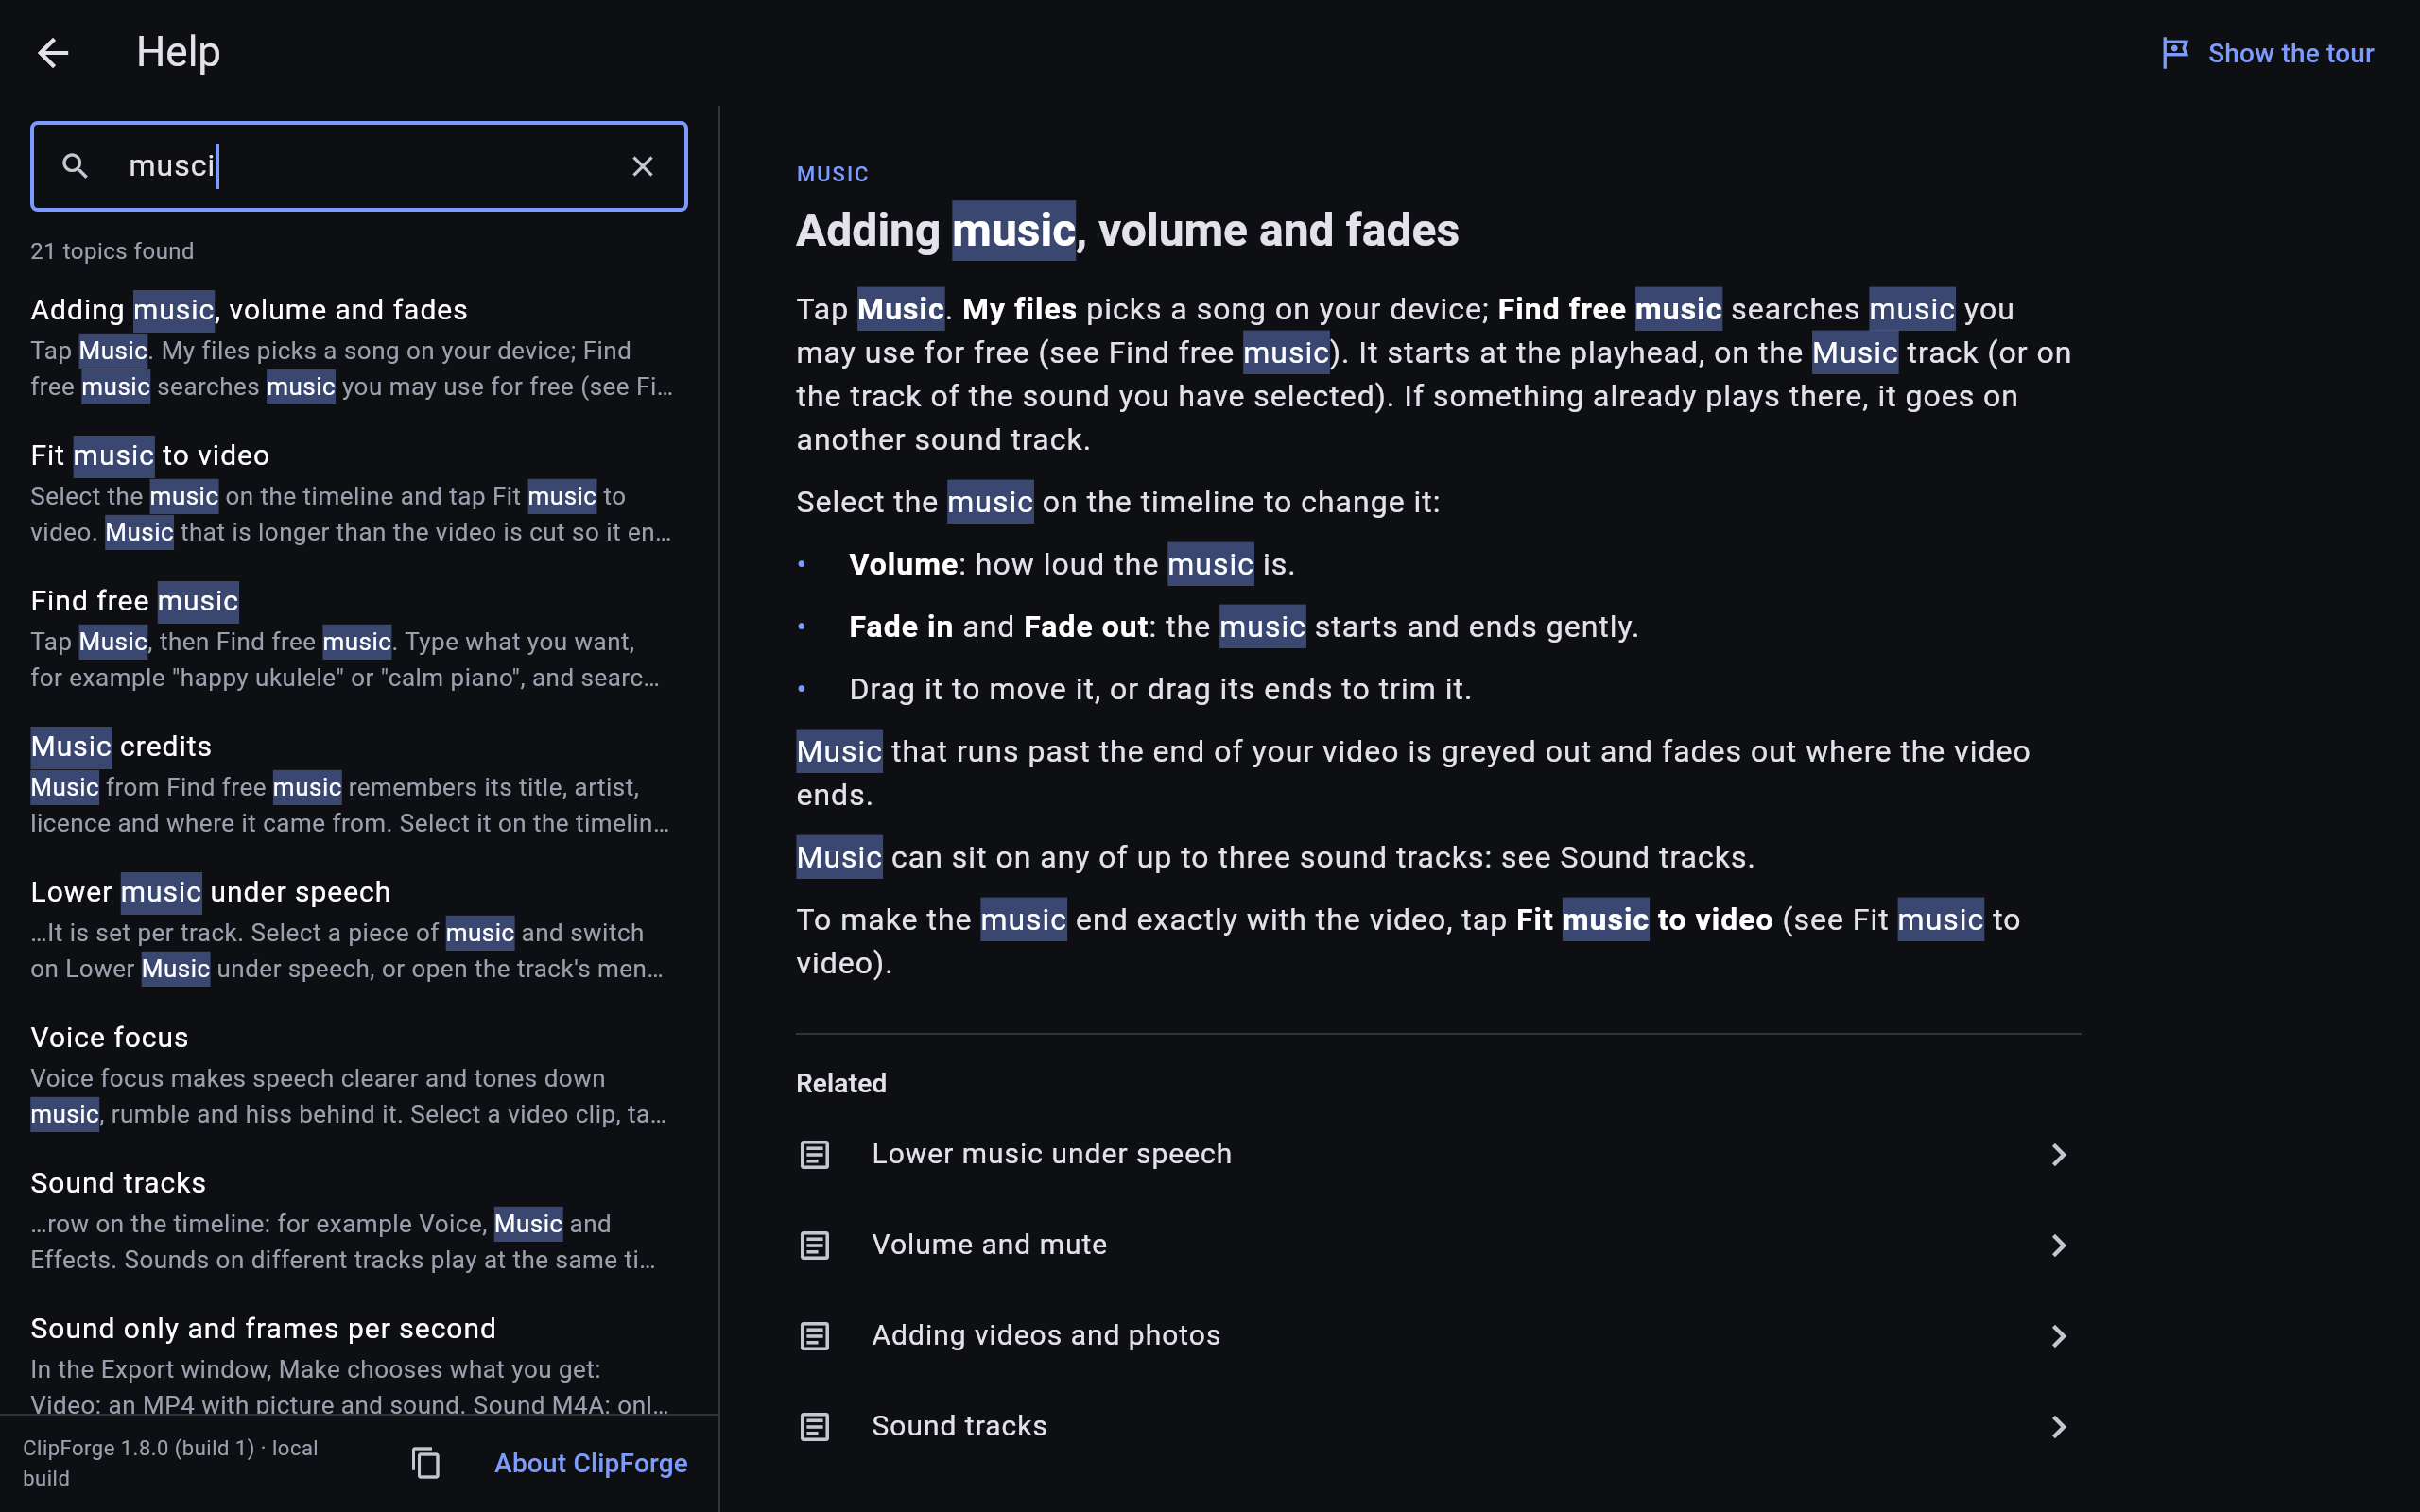 Help
Show the tour
musci
21 topics found
Adding music, volume and fades
Tap Music. My files picks a song on your device; Find
free music searches music you may use for free (see Fi…
Fit music to video
Select the music on the timeline and tap Fit music to
video. Music that is longer than the video is cut so it en…
Find free music
Tap Music, then Find free music. Type what you want,
for example "happy ukulele" or "calm piano", and searc…
Music credits
Music from Find free music remembers its title, artist,
licence and where it came from. Select it on the timelin…
Lower music under speech
…It is set per track. Select a piece of music and switch
on Lower Music under speech, or open the track's men…
Voice focus
Voice focus makes speech clearer and tones down
music, rumble and hiss behind it. Select a video clip, ta…
Sound tracks
…row on the timeline: for example Voice, Music and
Effects. Sounds on different tracks play at the same ti…
Sound only and frames per second
In the Export window, Make chooses what you get:
Video: an MP4 with picture and sound. Sound M4A: onl…
ClipForge 1.8.0 (build 1) · local
build
About ClipForge
MUSIC
Adding music, volume and fades
Tap Music. My files picks a song on your device; Find free music searches music you
may use for free (see Find free music). It starts at the playhead, on the Music track (or on
the track of the sound you have selected). If something already plays there, it goes on
another sound track.
Select the music on the timeline to change it:
• Volume: how loud the music is.
• Fade in and Fade out: the music starts and ends gently.
• Drag it to move it, or drag its ends to trim it.
Music that runs past the end of your video is greyed out and fades out where the video
ends.
Music can sit on any of up to three sound tracks: see Sound tracks.
To make the music end exactly with the video, tap Fit music to video (see Fit music to
video).
Related
Lower music under speech
Volume and mute
Adding videos and photos
Sound tracks